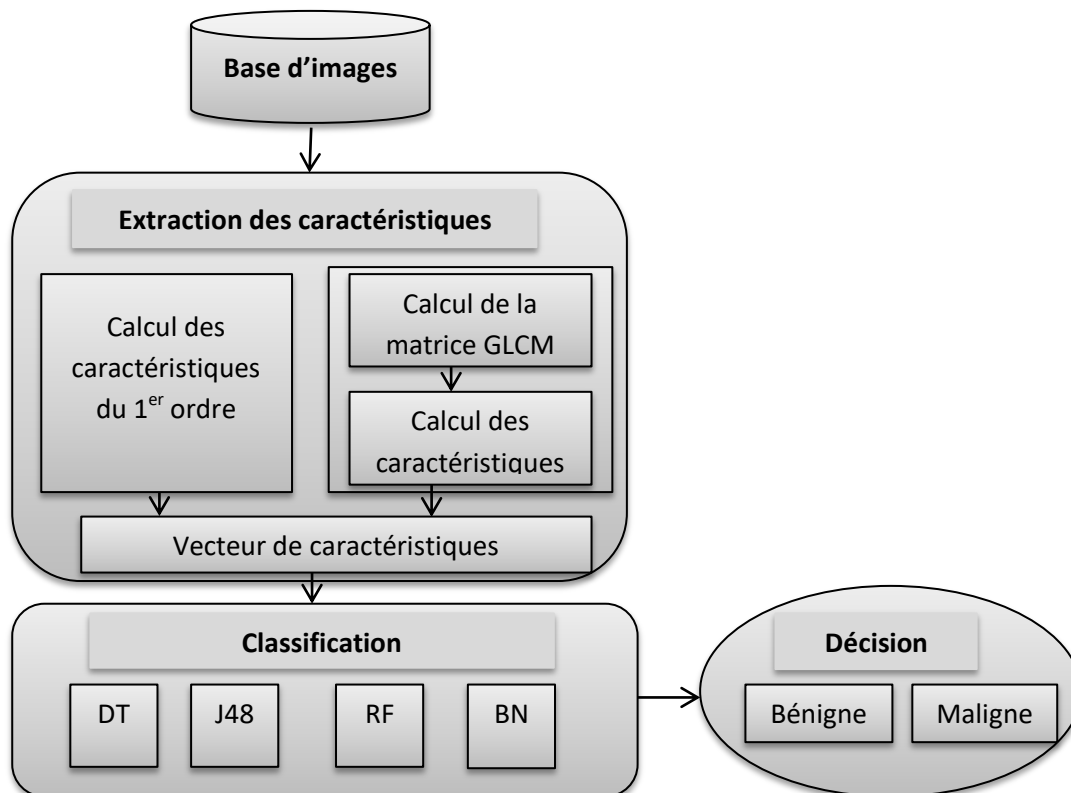 Base d'images
Extraction des caractéristiques
Calcul des
caractéristiques
du 1er ordre
Calcul de la
matrice GLCM
Calcul des
caractéristiques
Vecteur de caractéristiques
Classification
DT
J48
RF
BN
Décision
Bénigne
Maligne